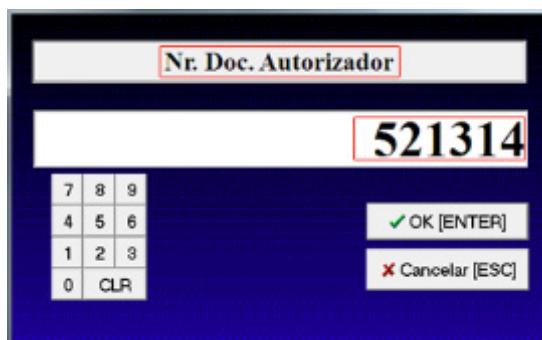 Nr. Doc. Autorizador
521314
7 8 9
4 5 6
1 2 3
0 CLR
OK [ENTER]
Cancelar [ESC]